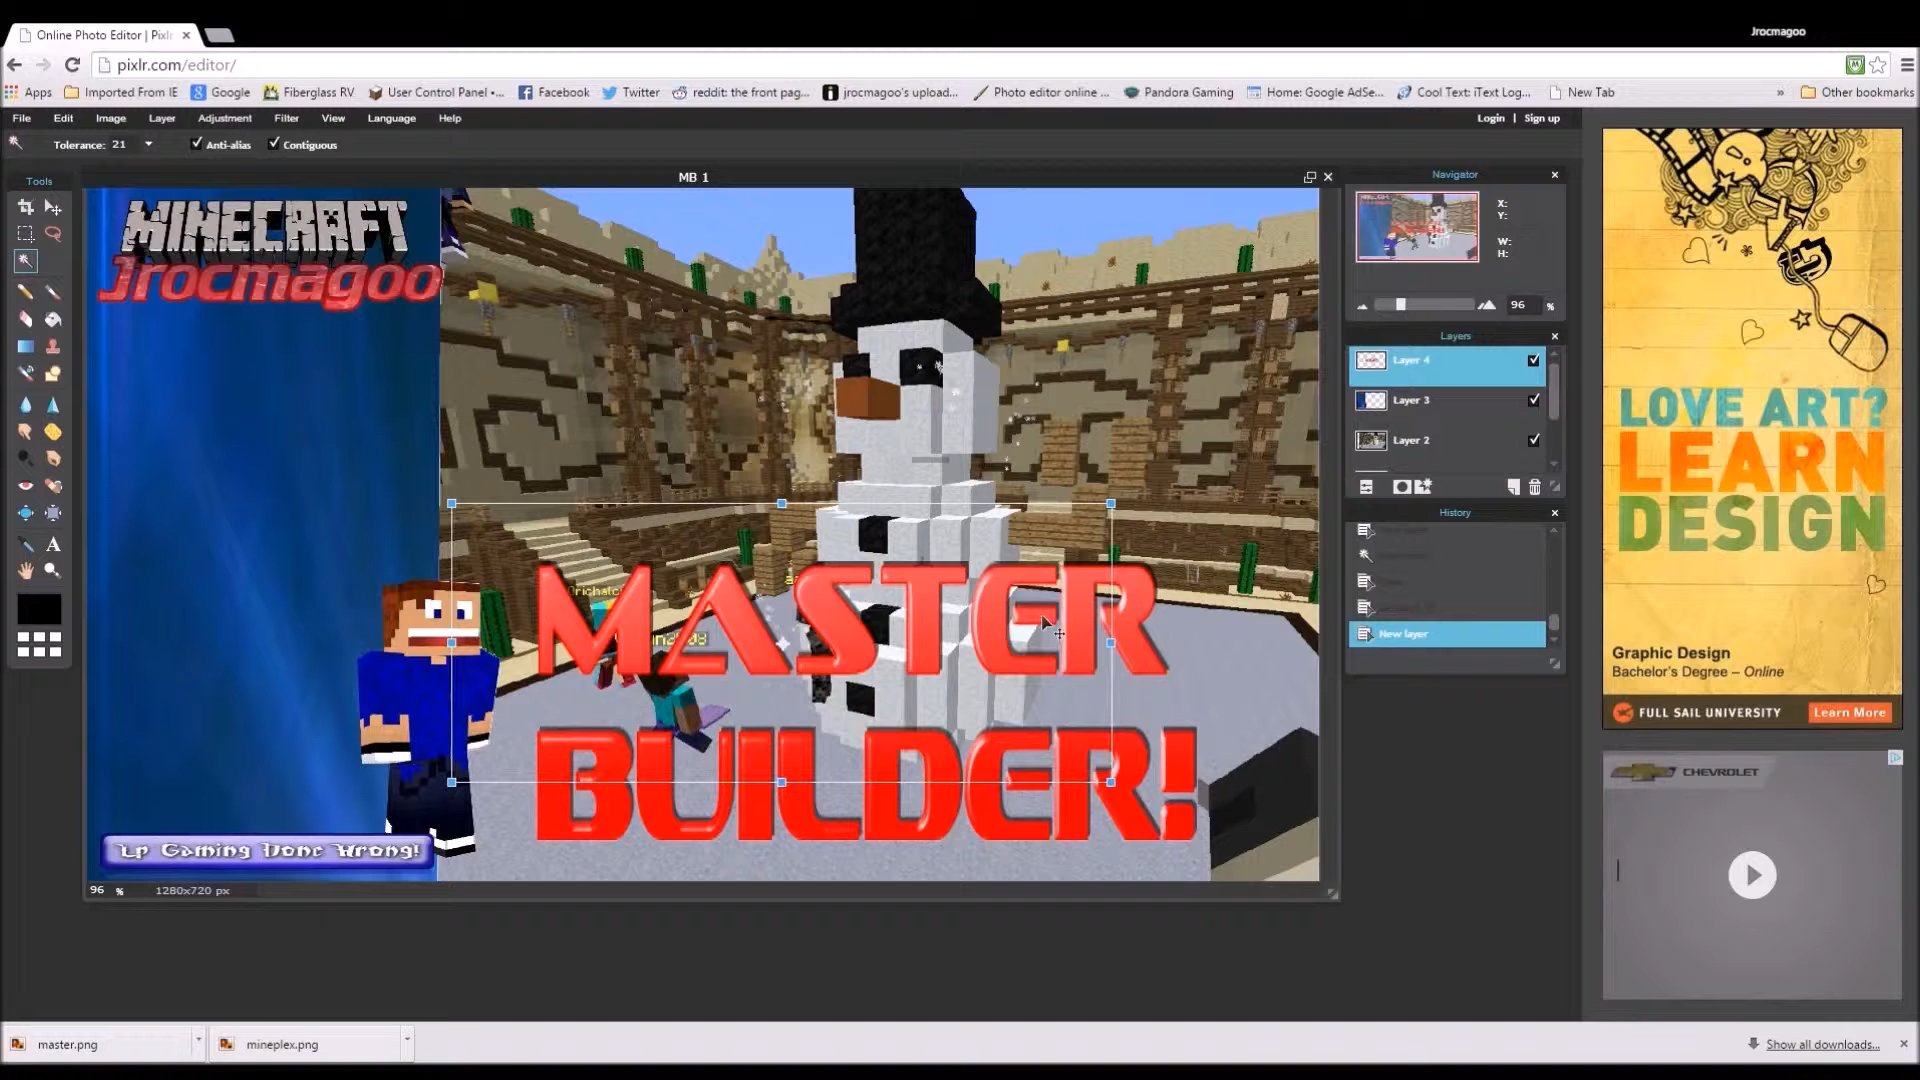 Jrocmagoo
Online Photo Editor | Pixlr
pixlr.com/editor/
Apps Imported From IE Google Fiberglass RV User Control Panel •... Facebook Twitter reddit: the front pag... jrocmagoo's upload... Photo editor online ... Pandora Gaming Home: Google AdSe... Cool Text: iText Log... New Tab » Other bookmarks
File Edit Image Layer Adjustment Filter View Language Help Login | Sign up
Tolerance: 21 Anti-alias Contiguous
Tools
MB 1
Navigator
X:
Y:
W:
H:
96 %
Layers
Layer 4
Layer 3
Layer 2
History
New layer
MINECRAFT
Jrocmagoo
MASTER
BUILDER!
Lp Gaming Done Wrong!
96 % 1280x720 px
LOVE ART?
LEARN
DESIGN
Graphic Design
Bachelor's Degree – Online
FULL SAIL UNIVERSITY Learn More
CHEVROLET
master.png mineplex.png Show all downloads...